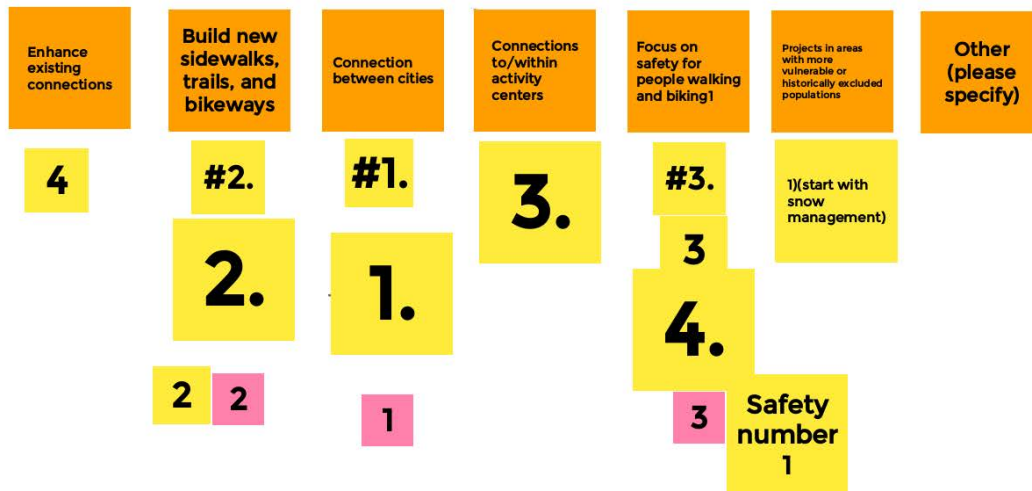 Enhance
existing
connections
Build new
sidewalks,
trails, and
bikeways
Connection
between cities
Connections
to/within
activity
centers
Focus on
safety for
people walking
and biking1
Projects in areas
with more
vulnerable or
historically excluded
populations
Other
(please
specify)
4
#2.
#1.
3.
#3.
1)(start with
snow
management)
2.
1.
3
4.
2
2
1
3
Safety
number
1